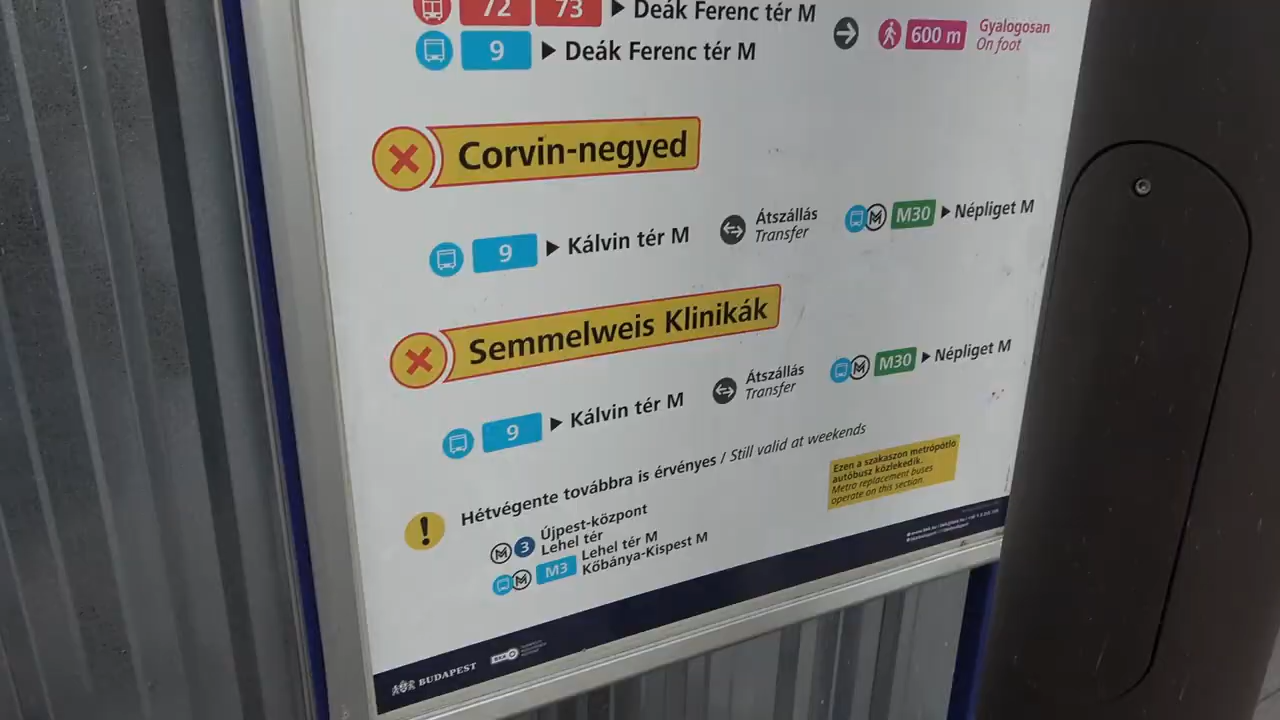 72 73 Deák Ferenc tér M
9 Deák Ferenc tér M
600 m Gyalogosan
On foot
Corvin-negyed
9 Kálvin tér M
Átszállás
Transfer
M30 Népliget M
Semmelweis Klinikák
9 Kálvin tér M
Átszállás
Transfer
M30 Népliget M
Hétvégente továbbra is érvényes / Still valid at weekends
3 Újpest-központ
Lehel tér
M3 Lehel tér M
Kőbánya-Kispest M
Ezen a szakaszon metrópótló
autóbusz közlekedik.
Metro replacement buses
operate on this section.
BUDAPEST
BKK